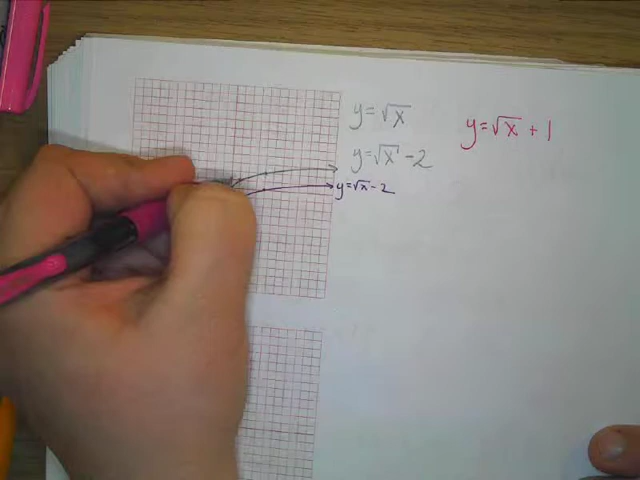 y = √x
y = √x + 1
y = √x - 2
y = √x - 2